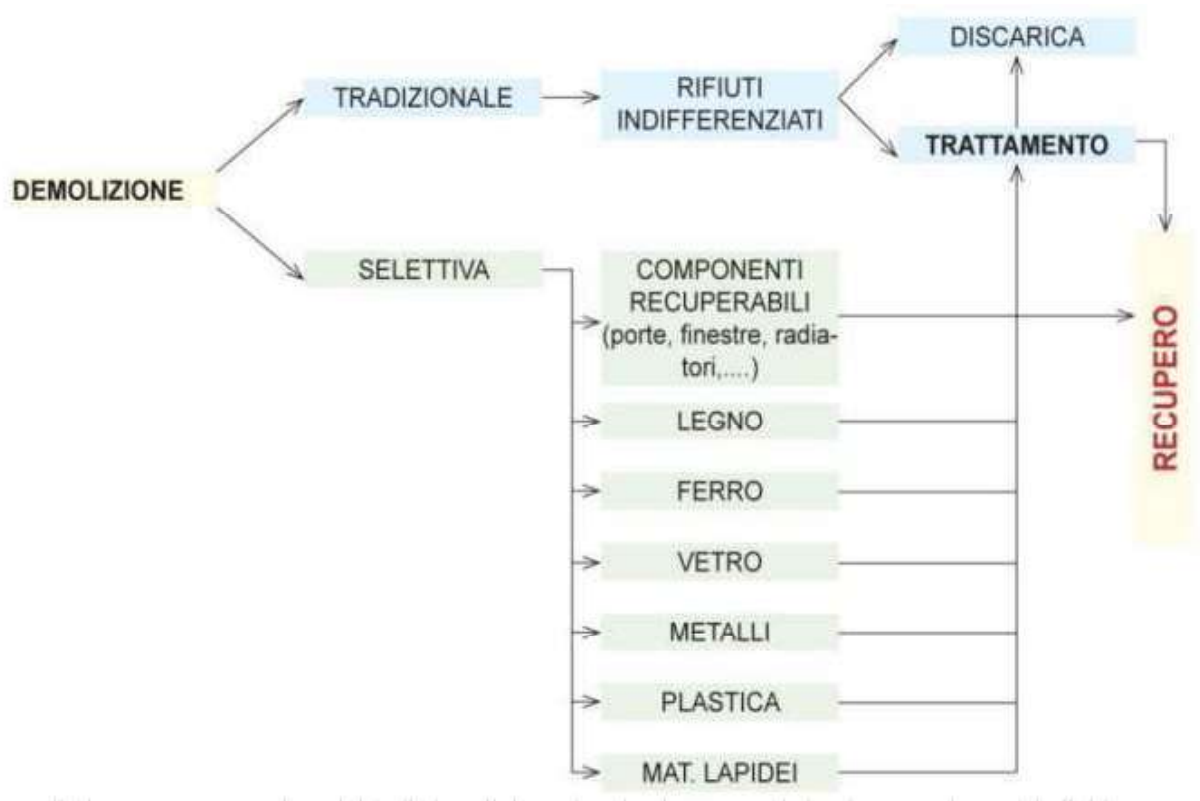 DISCARICA
TRADIZIONALE
RIFIUTI
INDIFFERENZIATI
TRATTAMENTO
DEMOLIZIONE
SELETTIVA
COMPONENTI
RECUPERABILI
(porte, finestre, radia-
tori,....)
LEGNO
FERRO
VETRO
METALLI
PLASTICA
MAT. LAPIDEI
RECUPERO